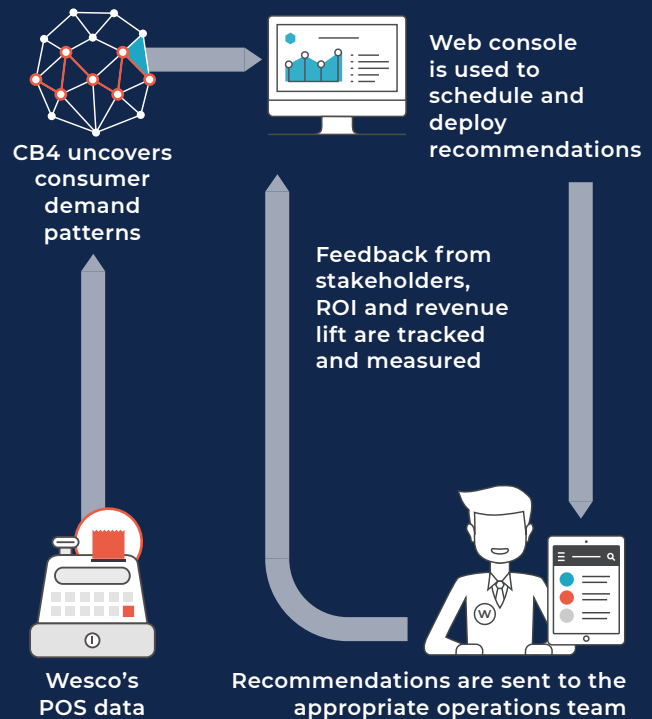 CB4 uncovers
consumer
demand
patterns
Web console
is used to
schedule and
deploy
recommendations
Feedback from
stakeholders,
ROI and revenue
lift are tracked
and measured
W
Wesco’s
POS data
Recommendations are sent to the
appropriate operations team